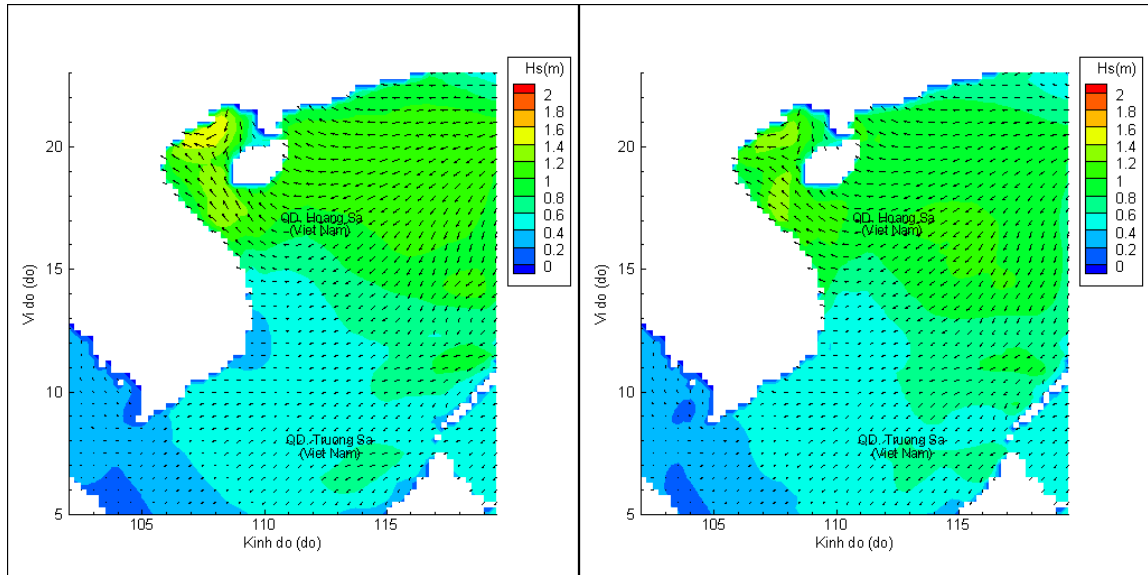 Hs(m)
2
1.8
1.6
1.4
1.2
1
0.8
0.6
0.4
0.2
0
20
15
10
5
105
110
115
Vi do (do)
Kinh do (do)
QD. Hoang Sa
(Viet Nam)
QD. Truong Sa
(Viet Nam)
Hs(m)
2
1.8
1.6
1.4
1.2
1
0.8
0.6
0.4
0.2
0
20
15
10
5
105
110
115
Vi do (do)
Kinh do (do)
QD. Hoang Sa
(Viet Nam)
QD. Truong Sa
(Viet Nam)